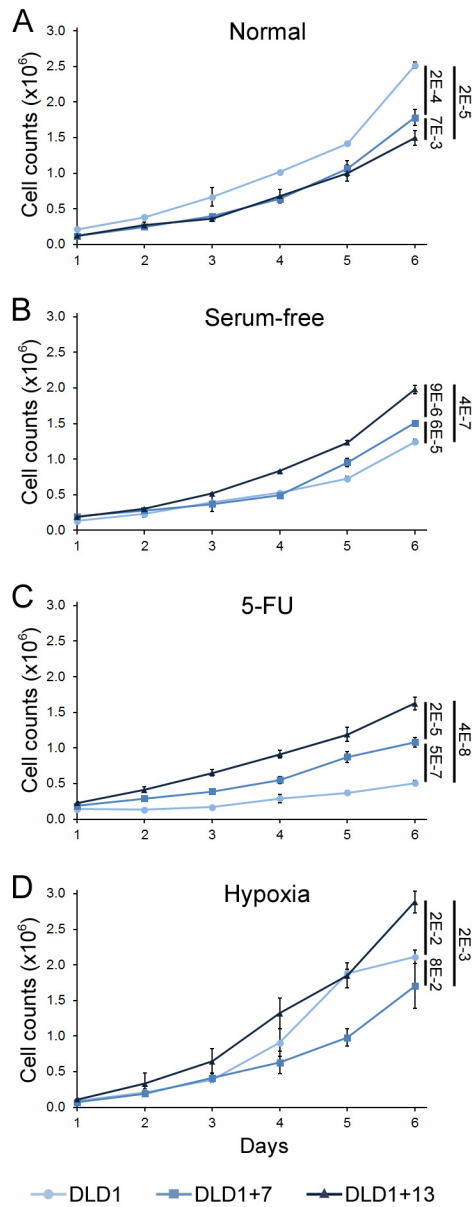 A
Normal
Cell counts (x10⁶)
3.0
2.5
2.0
1.5
1.0
0.5
0.0
1 2 3 4 5 6
2E-4
7E-3
2E-5
B
Serum-free
Cell counts (x10⁶)
3.0
2.5
2.0
1.5
1.0
0.5
0.0
1 2 3 4 5 6
9E-6
6E-5
4E-7
C
5-FU
Cell counts (x10⁶)
3.0
2.5
2.0
1.5
1.0
0.5
0.0
1 2 3 4 5 6
2E-5
5E-7
4E-8
D
Hypoxia
Cell counts (x10⁶)
3.0
2.5
2.0
1.5
1.0
0.5
0.0
1 2 3 4 5 6
2E-2
8E-2
2E-3
Days
DLD1 DLD1+7 DLD1+13